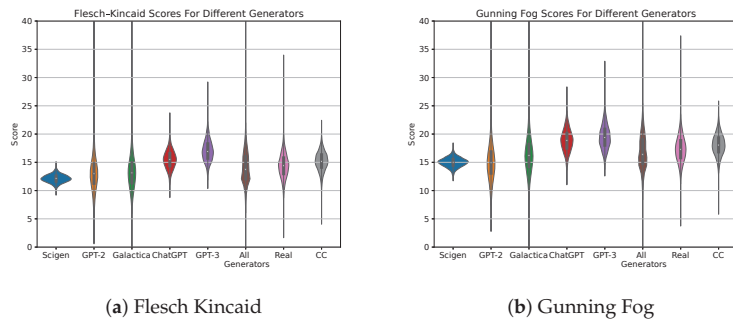 Flesch–Kincaid Scores For Different Generators
40
35
30
25
20
15
10
5
0
Score
Scigen GPT-2 Galactica ChatGPT GPT-3 All Real CC
Generators
(a) Flesch Kincaid
Gunning Fog Scores For Different Generators
40
35
30
25
20
15
10
5
0
Score
Scigen GPT-2 Galactica ChatGPT GPT-3 All Real CC
Generators
(b) Gunning Fog